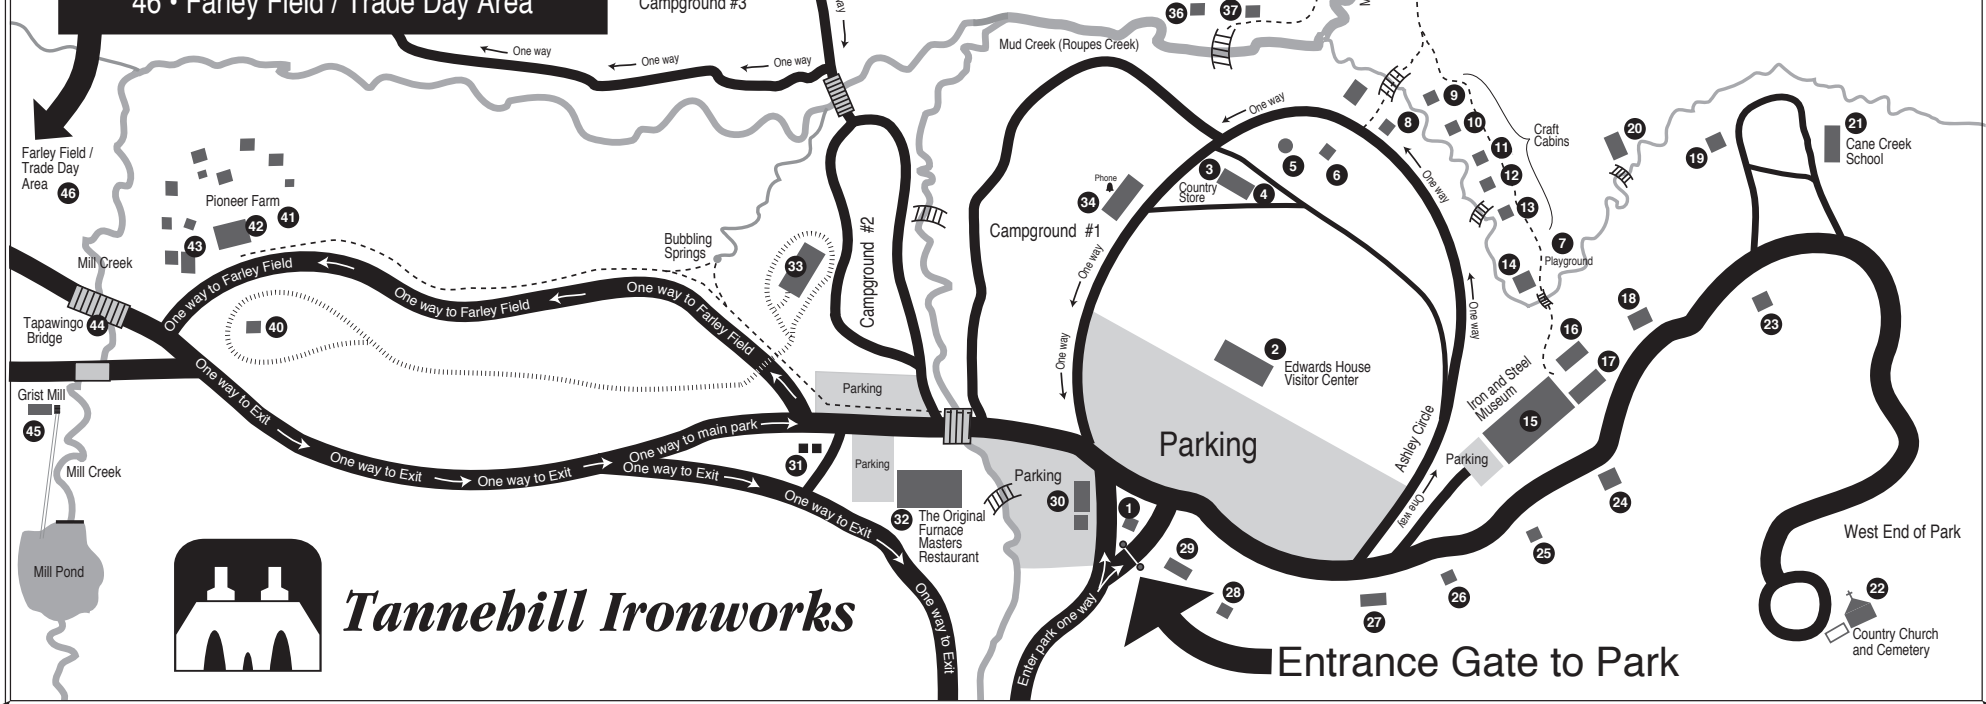 46 • Farley Field / Trade Day Area
Campground #3
way
One way
One way
One way
Mud Creek (Roupes Creek)
36
37
M
Farley Field /
Trade Day
Area
46
Pioneer Farm
42
41
43
Mill Creek
Tapawingo
Bridge
44
One way to Farley Field
One way to Farley Field
One way to Farley Field
40
Bubbling
Springs
33
Campground #2
Campground #1
Phone
34
One way
One way
One way
3
Country
Store
4
5
6
One way
One way
8
9
10
11
12
13
Craft
Cabins
7
Playground
14
20
19
21
Cane Creek
School
18
23
16
17
Iron and Steel
Museum
15
Parking
2
Edwards House
Visitor Center
Parking
Ashley Circle
One way
Grist Mill
45
Mill Creek
Mill Pond
One way to Exit
One way to Exit
One way to Exit
One way to main park
One way to Exit
One way to Exit
One way to Exit
31
Parking
Parking
32
The Original
Furnace
Masters
Restaurant
Parking
30
1
29
28
27
26
25
24
West End of Park
22
Country Church
and Cemetery
Enter park one way
Entrance Gate to Park
Tannehill Ironworks